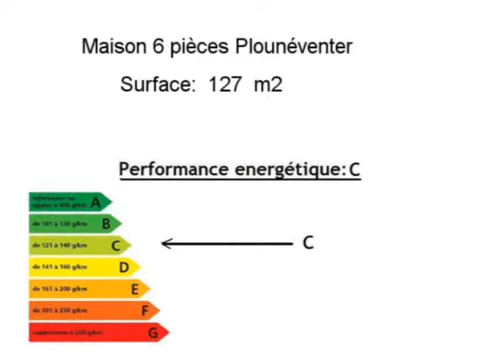 Maison 6 pièces Plounéventer
Surface: 127 m2
Performance energétique: C
A
de 101 à 120 g/km B
de 121 à 140 g/km C
C
de 141 à 160 g/km D
de 161 à 200 g/km E
de 201 à 250 g/km F
G